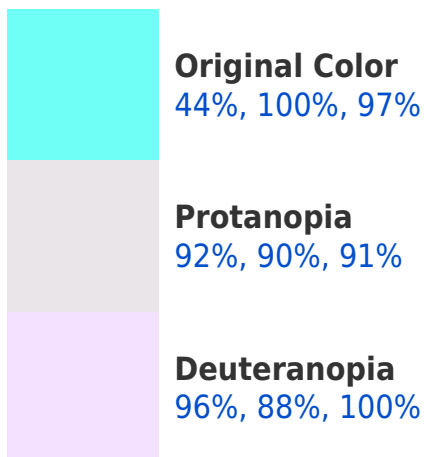 Original Color
44%, 100%, 97%
Protanopia
92%, 90%, 91%
Deuteranopia
96%, 88%, 100%